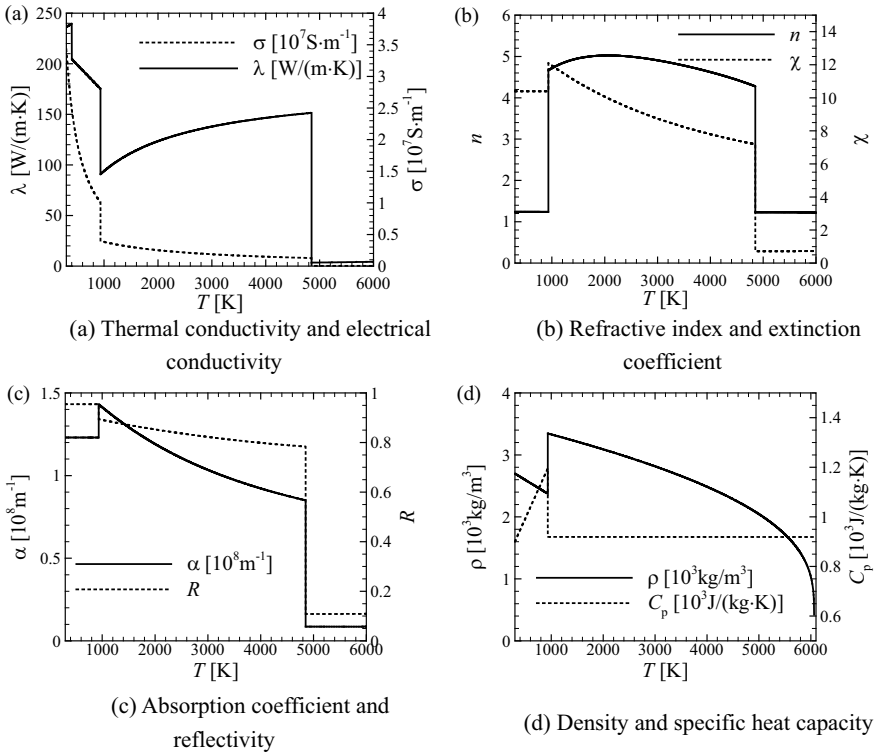 (a)
σ [10⁷S·m⁻¹]
λ [W/(m·K)]
λ [W/(m·K)]
250
200
150
100
50
0
4
3.5
3
2.5
2
1.5
1
0.5
0
σ [10⁷S·m⁻¹]
1000 2000 3000 4000 5000 6000
T [K]
(a) Thermal conductivity and electrical
conductivity
(b)
n
χ
n
6
5
4
3
2
1
0
14
12
10
8
6
4
2
0
χ
1000 2000 3000 4000 5000 6000
T [K]
(b) Refractive index and extinction
coefficient
(c)
α [10⁸m⁻¹]
R
α [10⁸m⁻¹]
1.5
1
0.5
0
1
0.8
0.6
0.4
0.2
0
R
1000 2000 3000 4000 5000 6000
T [K]
(c) Absorption coefficient and
reflectivity
(d)
ρ [10³kg/m³]
Cₚ [10³J/(kg·K)]
ρ [10³kg/m³]
4
3
2
1
0
1.5
1.4
1.2
1
0.8
0.6
Cₚ [10³J/(kg·K)]
1000 2000 3000 4000 5000 6000
T [K]
(d) Density and specific heat capacity